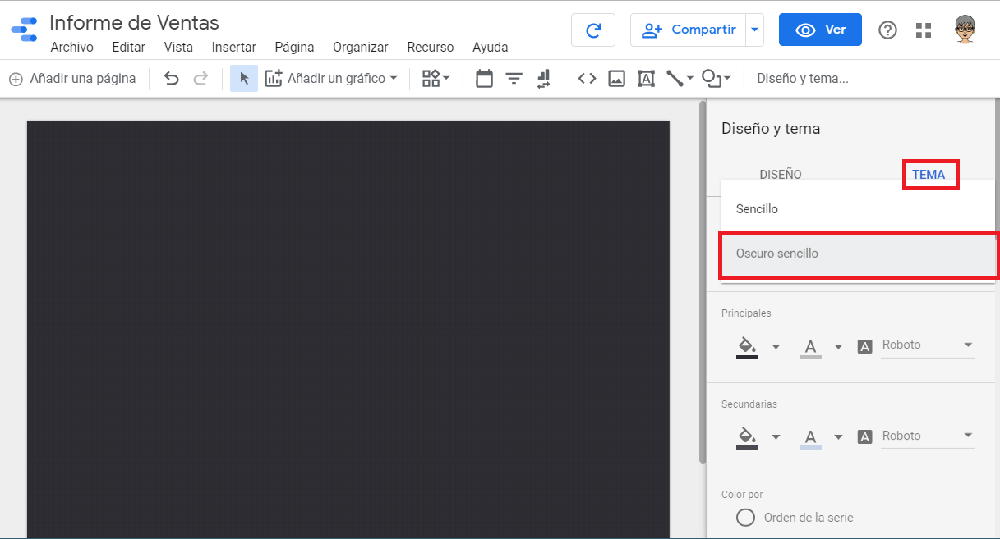 Informe de Ventas
Archivo Editar Vista Insertar Página Organizar Recurso Ayuda
Compartir
Ver
Añadir una página
Añadir un gráfico
Diseño y tema...
Diseño y tema
DISEÑO TEMA
Sencillo
Oscuro sencillo
Principales
A A Roboto
Secundarias
A A Roboto
Color por
Orden de la serie